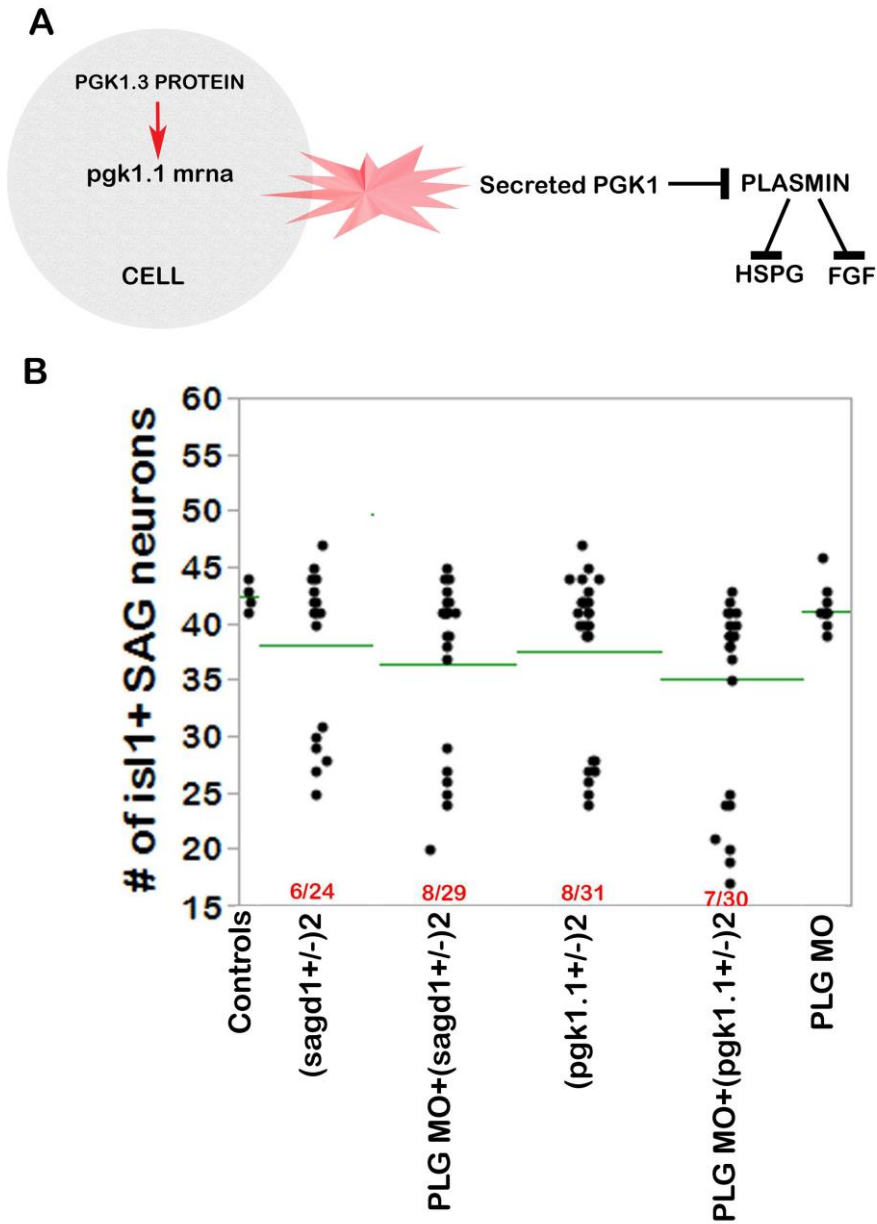 A
PGK1.3 PROTEIN
pgk1.1 mrna
CELL
Secreted PGK1
PLASMIN
HSPG
FGF
B
# of isl1+ SAG neurons
60
55
50
45
40
35
30
25
20
15
6/24
8/29
8/31
7/30
Controls
(sagd1+/-)2
PLG MO+(sagd1+/-)2
(pgk1.1+/-)2
PLG MO+(pgk1.1+/-)2
PLG MO